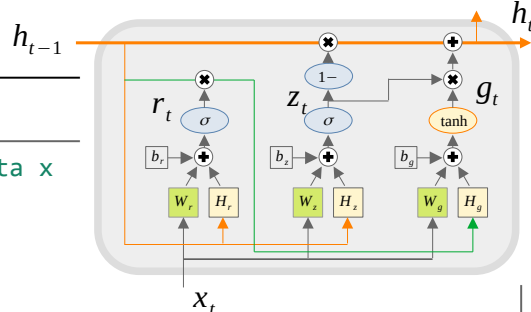 h_{t-1}
h_t
1−
r_t
z_t
g_t
σ
σ
tanh
b_r
b_z
b_g
ta x
W_r H_r
W_z H_z
W_g H_g
x_t